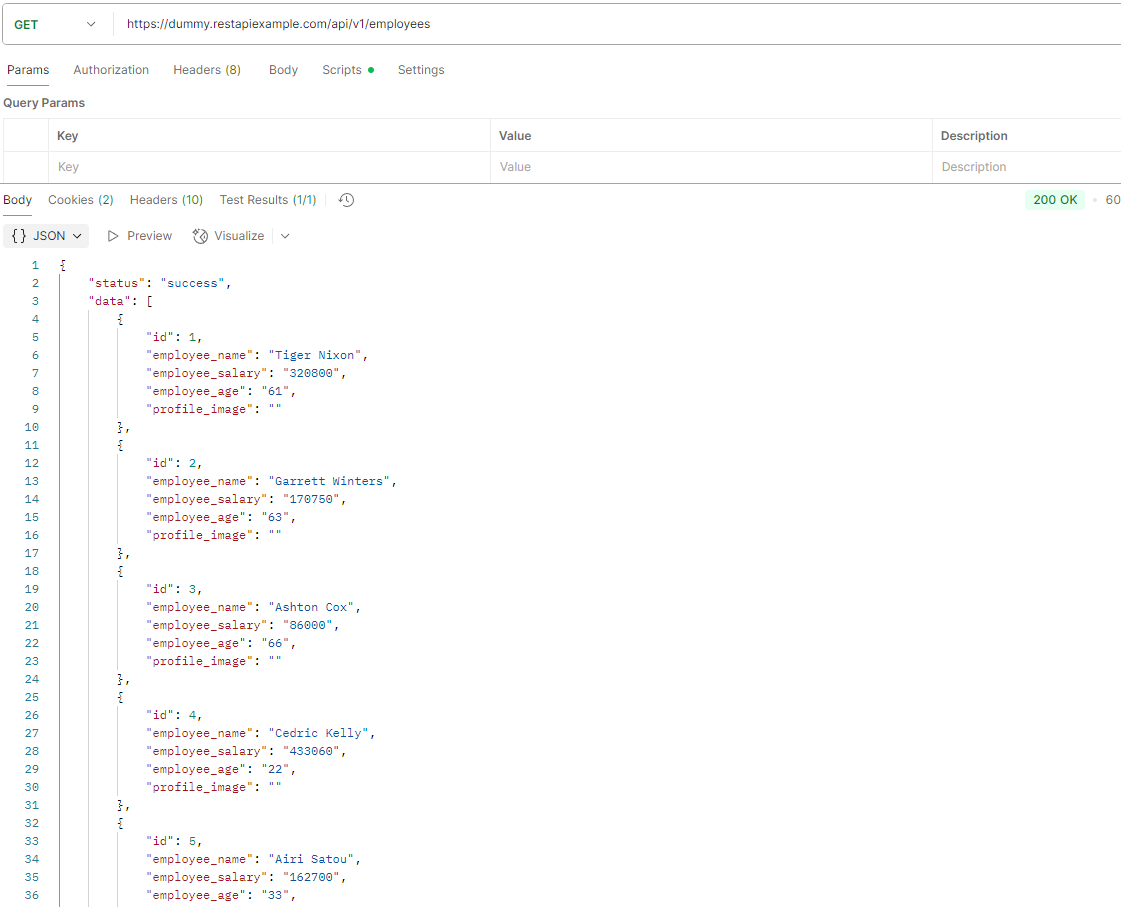 GET https://dummy.restapiexample.com/api/v1/employees
Params Authorization Headers (8) Body Scripts Settings
Query Params
Key Value Description
Key Value Description
Body Cookies (2) Headers (10) Test Results (1/1) 200 OK 60
{} JSON Preview Visualize
1 {
2 "status": "success",
3 "data": [
4 {
5 "id": 1,
6 "employee_name": "Tiger Nixon",
7 "employee_salary": "320800",
8 "employee_age": "61",
9 "profile_image": ""
10 },
11 {
12 "id": 2,
13 "employee_name": "Garrett Winters",
14 "employee_salary": "170750",
15 "employee_age": "63",
16 "profile_image": ""
17 },
18 {
19 "id": 3,
20 "employee_name": "Ashton Cox",
21 "employee_salary": "86000",
22 "employee_age": "66",
23 "profile_image": ""
24 },
25 {
26 "id": 4,
27 "employee_name": "Cedric Kelly",
28 "employee_salary": "433060",
29 "employee_age": "22",
30 "profile_image": ""
31 },
32 {
33 "id": 5,
34 "employee_name": "Airi Satou",
35 "employee_salary": "162700",
36 "employee_age": "33",